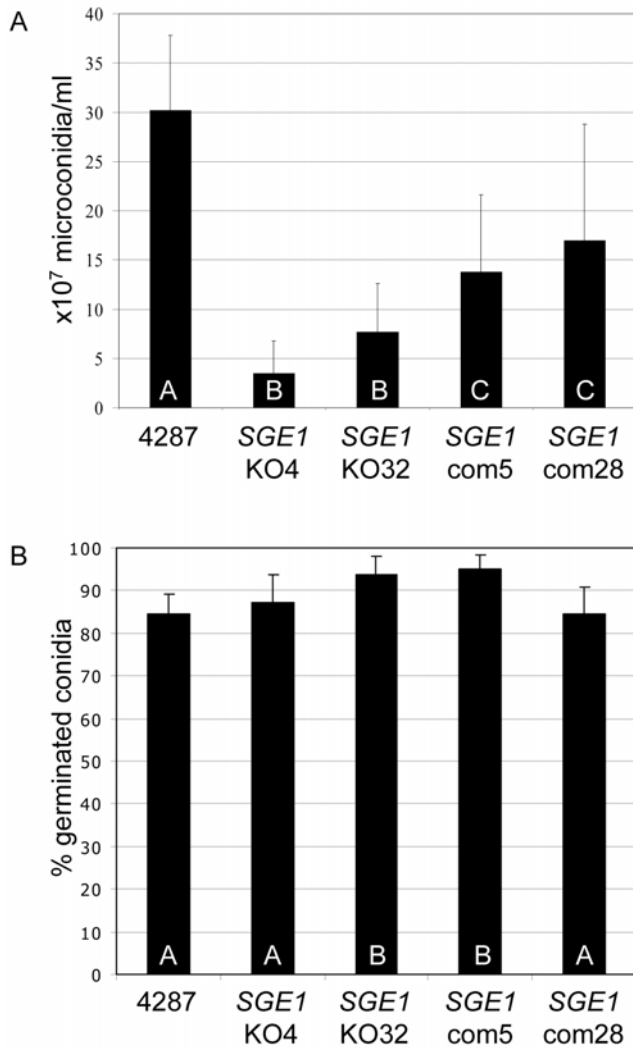 A
x10⁷ microconidia/ml
40
35
30
25
20
15
10
5
0
A B B C C
4287 SGE1 SGE1 SGE1 SGE1
KO4 KO32 com5 com28
B
% germinated conidia
100
90
80
70
60
50
40
30
20
10
0
A A B B A
4287 SGE1 SGE1 SGE1 SGE1
KO4 KO32 com5 com28